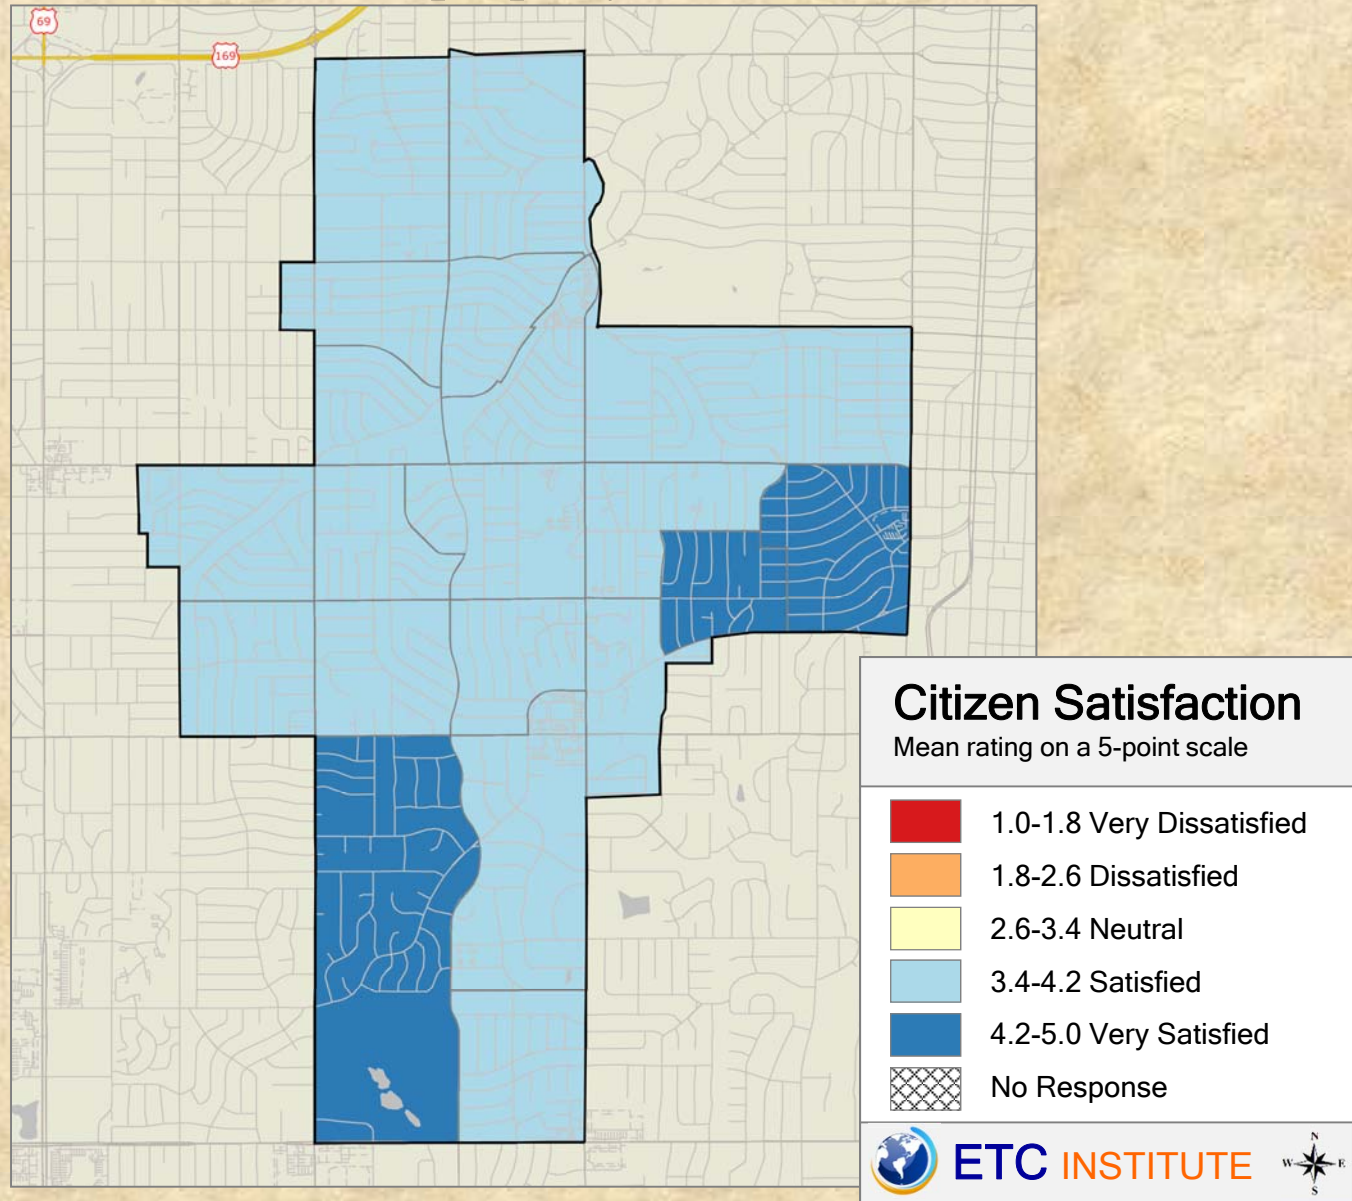 69
169
Citizen Satisfaction
Mean rating on a 5-point scale
1.0-1.8 Very Dissatisfied
1.8-2.6 Dissatisfied
2.6-3.4 Neutral
3.4-4.2 Satisfied
4.2-5.0 Very Satisfied
No Response
ETC INSTITUTE
N
W E
S